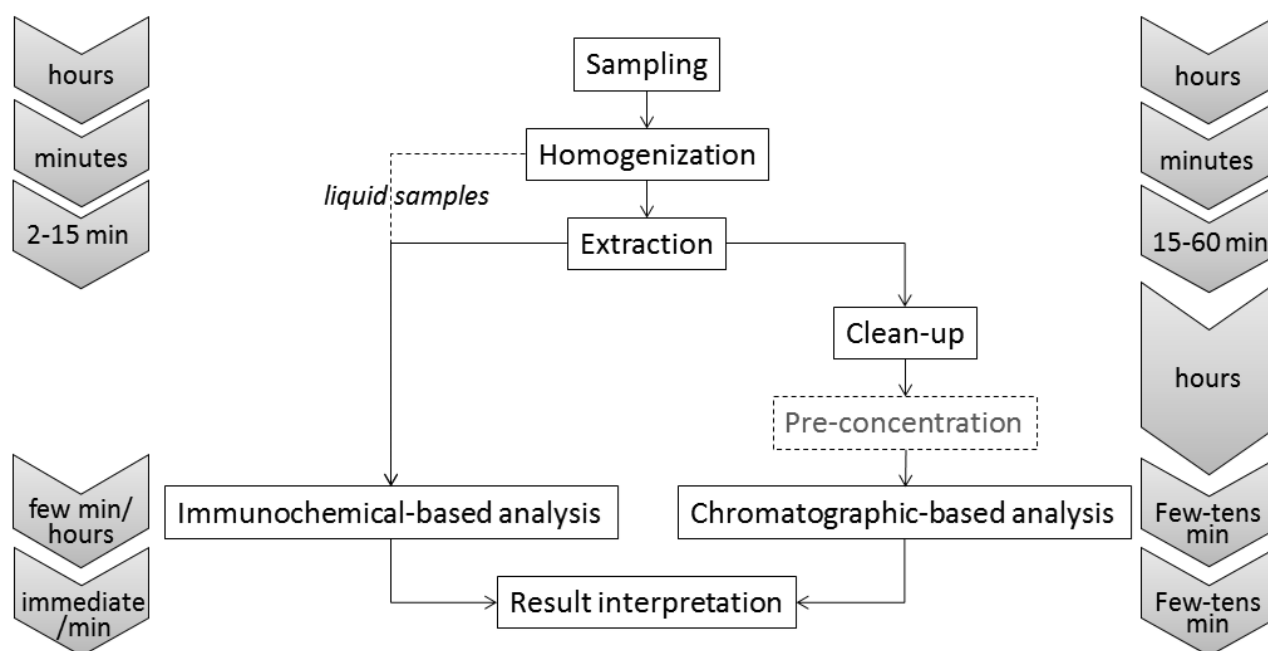 Sampling
hours
hours
Homogenization
minutes
minutes
liquid samples
2-15 min
Extraction
15-60 min
Clean-up
hours
Pre-concentration
few min/
hours
Immunochemical-based analysis
Chromatographic-based analysis
Few-tens
min
immediate
/min
Result interpretation
Few-tens
min